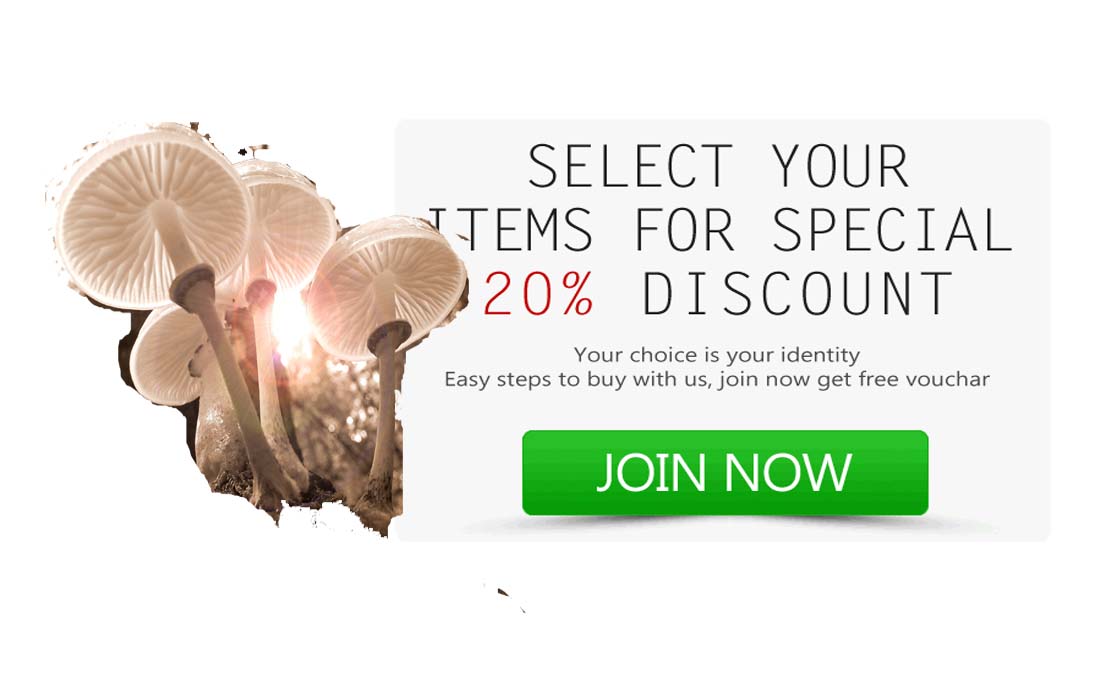 SELECT YOUR
ITEMS FOR SPECIAL
20% DISCOUNT
Your choice is your identity
Easy steps to buy with us, join now get free vouchar
JOIN NOW